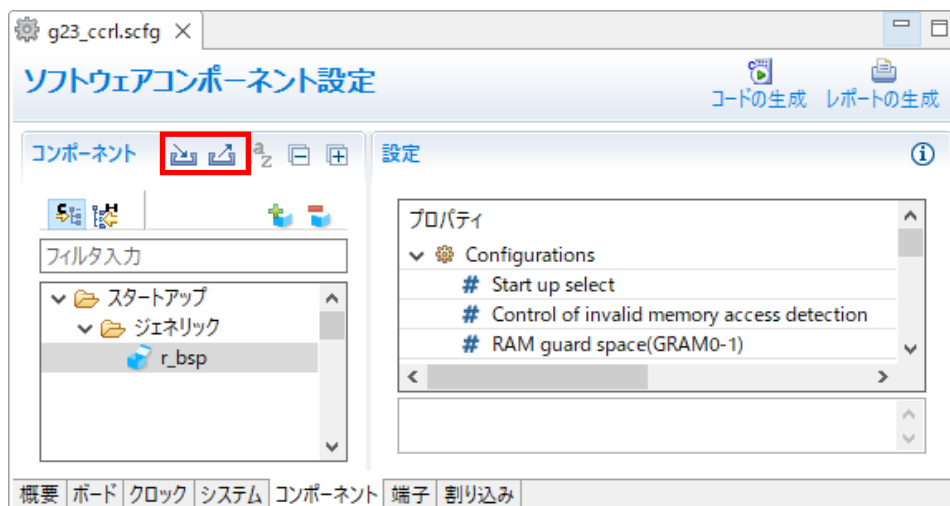 g23_ccrl.scfg
ソフトウェアコンポーネント設定
コードの生成 レポートの生成
コンポーネント
設定
フィルタ入力
スタートアップ
ジェネリック
r_bsp
プロパティ
Configurations
# Start up select
# Control of invalid memory access detection
# RAM guard space(GRAM0-1)
概要 ボード クロック システム コンポーネント 端子 割り込み